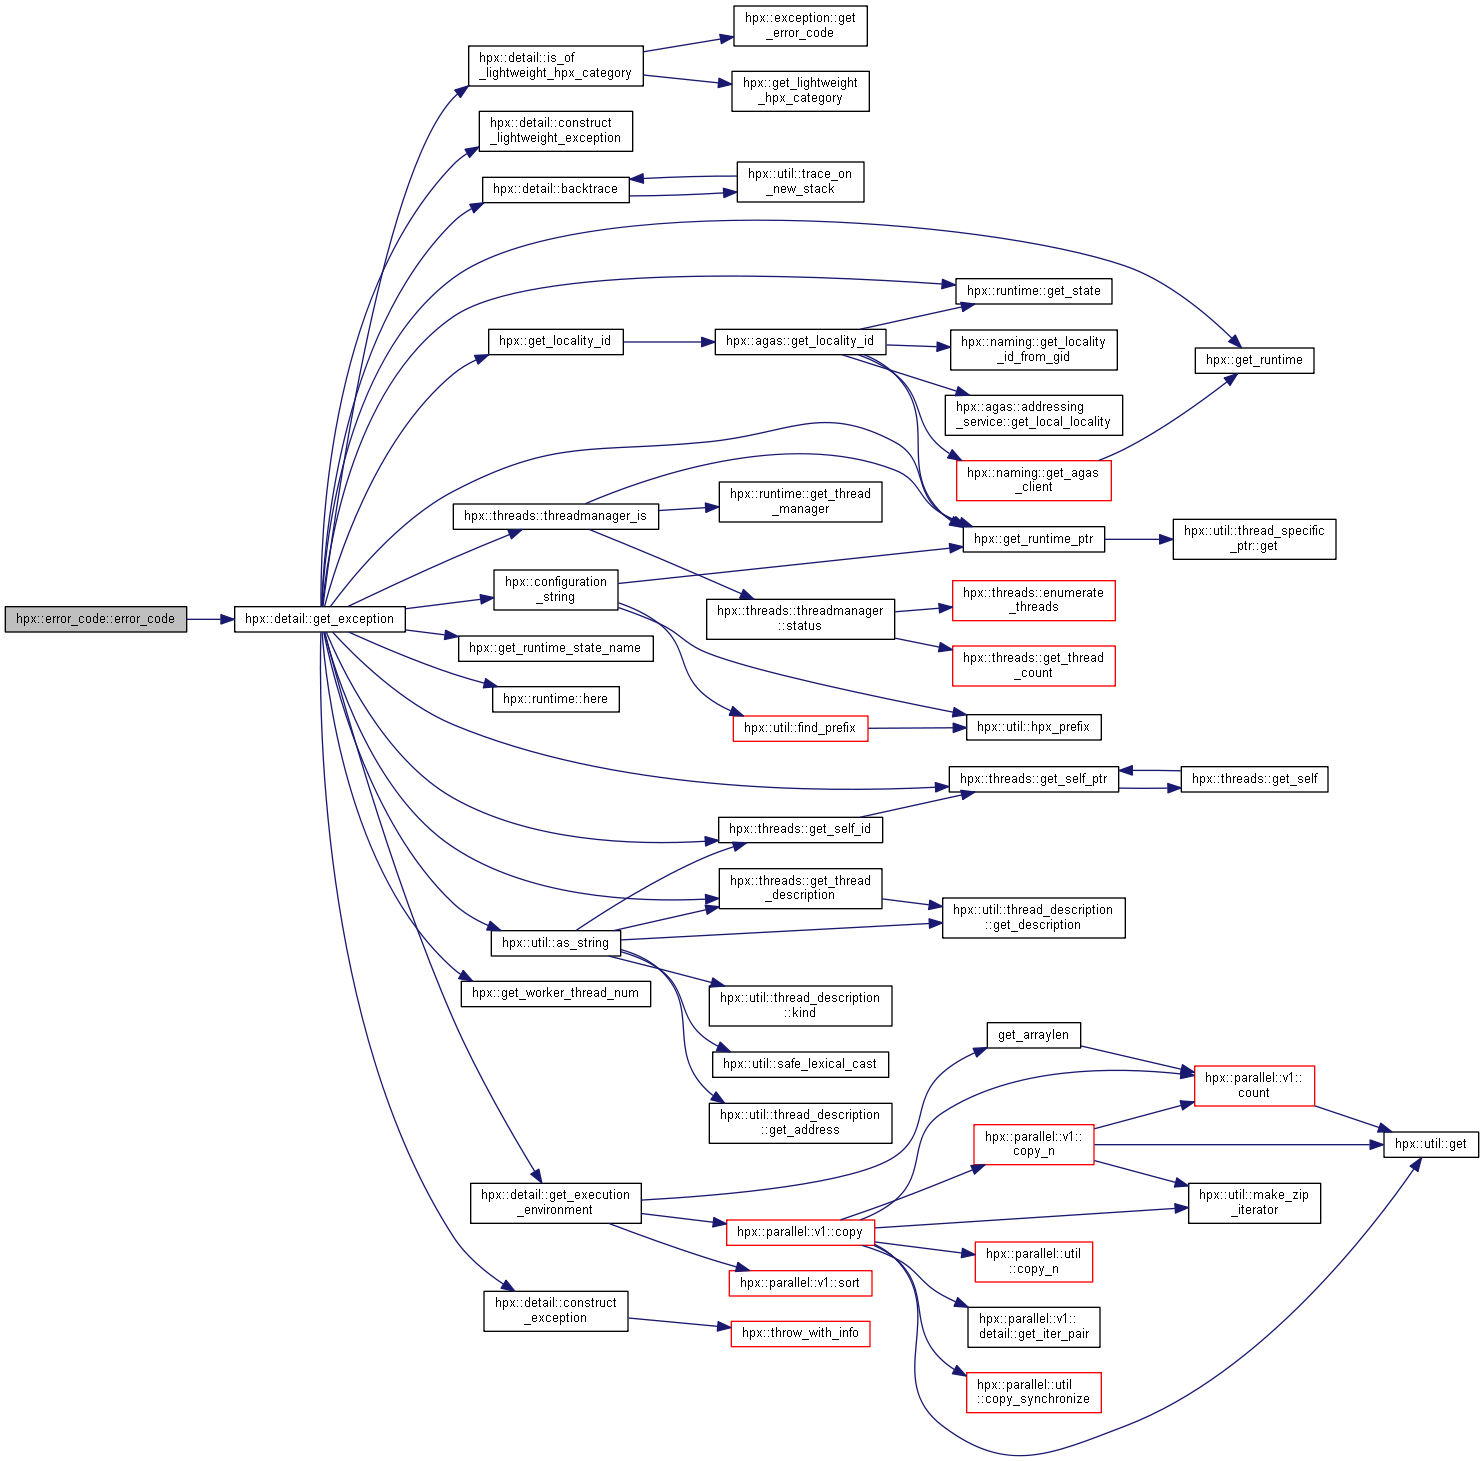 hpx::exception::get
_error_code
hpx::detail::is_of
_lightweight_hpx_category
hpx::get_lightweight
_hpx_category
hpx::detail::construct
_lightweight_exception
hpx::detail::backtrace
hpx::util::trace_on
_new_stack
hpx::runtime::get_state
hpx::get_locality_id
hpx::agas::get_locality_id
hpx::naming::get_locality
_id_from_gid
hpx::get_runtime
hpx::agas::addressing
_service::get_local_locality
hpx::naming::get_agas
_client
hpx::threads::threadmanager_is
hpx::runtime::get_thread
_manager
hpx::get_runtime_ptr
hpx::util::thread_specific
_ptr::get
hpx::configuration
_string
hpx::threads::threadmanager
::status
hpx::threads::enumerate
_threads
hpx::error_code::error_code
hpx::detail::get_exception
hpx::get_runtime_state_name
hpx::threads::get_thread
_count
hpx::runtime::here
hpx::util::find_prefix
hpx::util::hpx_prefix
hpx::threads::get_self_ptr
hpx::threads::get_self
hpx::threads::get_self_id
hpx::threads::get_thread
_description
hpx::util::thread_description
::get_description
hpx::util::as_string
hpx::get_worker_thread_num
hpx::util::thread_description
::kind
get_arraylen
hpx::util::safe_lexical_cast
hpx::parallel::v1::
count
hpx::util::thread_description
::get_address
hpx::parallel::v1::
copy_n
hpx::util::get
hpx::detail::get_execution
_environment
hpx::util::make_zip
_iterator
hpx::parallel::v1::copy
hpx::parallel::util
::copy_n
hpx::parallel::v1::sort
hpx::detail::construct
_exception
hpx::parallel::v1::
detail::get_iter_pair
hpx::throw_with_info
hpx::parallel::util
::copy_synchronize